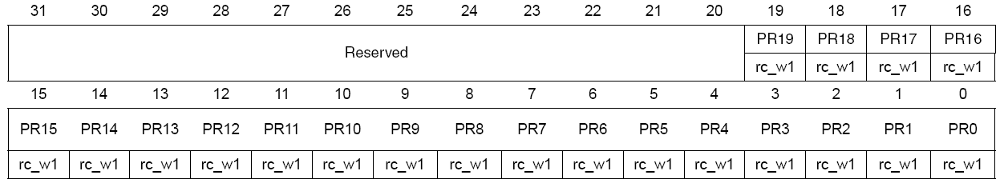 31 30 29 28 27 26 25 24 23 22 21 20 19 18 17 16
Reserved PR19 PR18 PR17 PR16
rc_w1 rc_w1 rc_w1 rc_w1
15 14 13 12 11 10 9 8 7 6 5 4 3 2 1 0
PR15 PR14 PR13 PR12 PR11 PR10 PR9 PR8 PR7 PR6 PR5 PR4 PR3 PR2 PR1 PR0
rc_w1 rc_w1 rc_w1 rc_w1 rc_w1 rc_w1 rc_w1 rc_w1 rc_w1 rc_w1 rc_w1 rc_w1 rc_w1 rc_w1 rc_w1 rc_w1